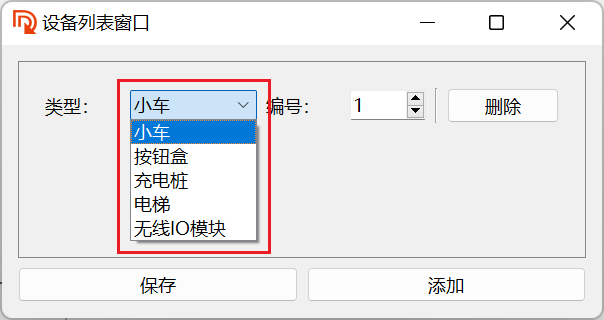 设备列表窗口
类型： 小车 编号： 1 删除
小车
按钮盒
充电桩
电梯
无线IO模块
保存 添加